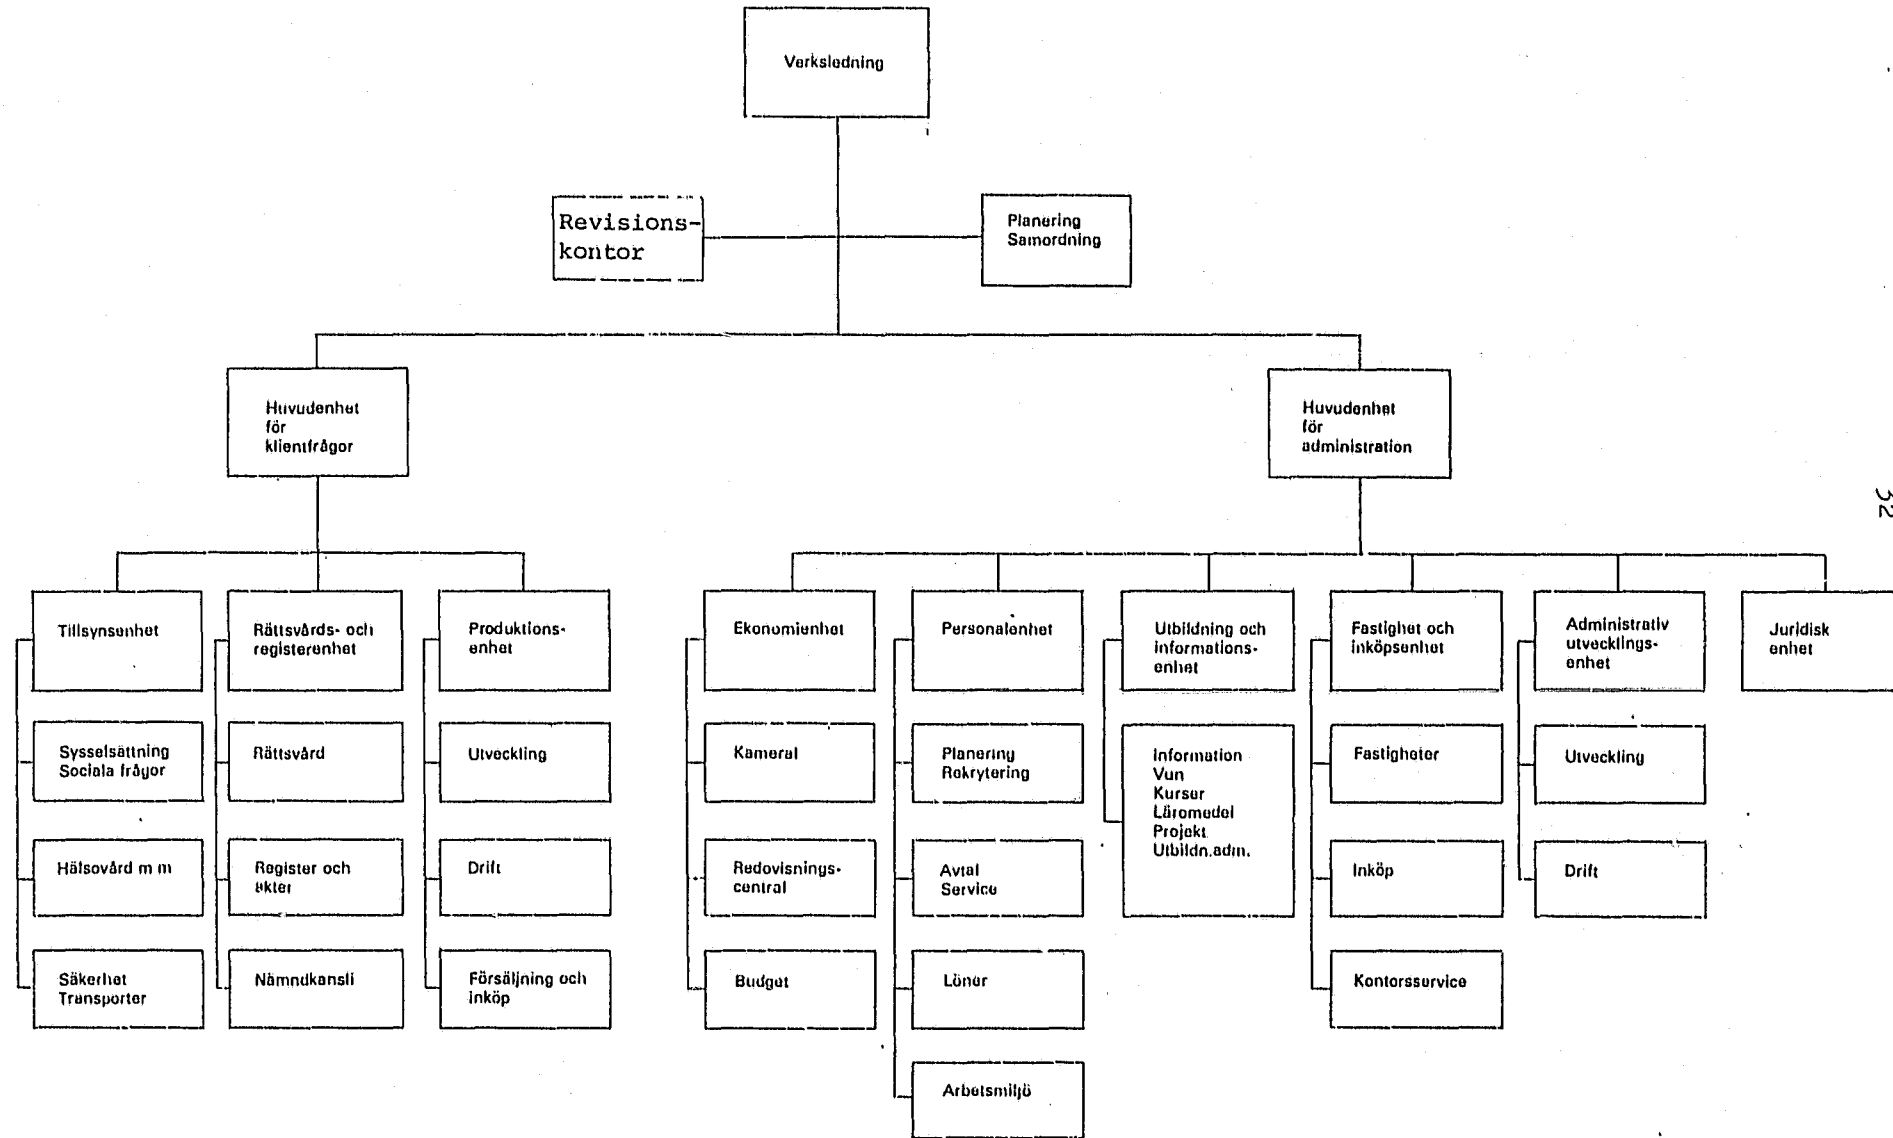 Verksledning
Revisions-
kontor
Planering
Samordning
Huvudenhet
för
klientfrågor
Huvudenhet
för
administration
32
Tillsynsenhet
Rättsvårds- och
registerenhet
Produktions-
enhet
Ekonomienhet
Personalenhet
Utbildning och
informations-
enhet
Fastighet och
inköpsenhet
Administrativ
utvecklings-
enhet
Juridisk
enhet
Sysselsättning
Sociala frågor
Rättsvård
Utveckling
Kameral
Planering
Rekrytering
Information
Vun
Kurser
Läromedel
Projekt
Utbildn.adm.
Fastigheter
Utveckling
Hälsovård m m
Register och
akter
Drift
Redovisnings-
central
Avtal
Service
Inköp
Drift
Säkerhet
Transporter
Nämndkansli
Försäljning och
inköp
Budget
Löner
Kontorsservice
Arbetsmiljö